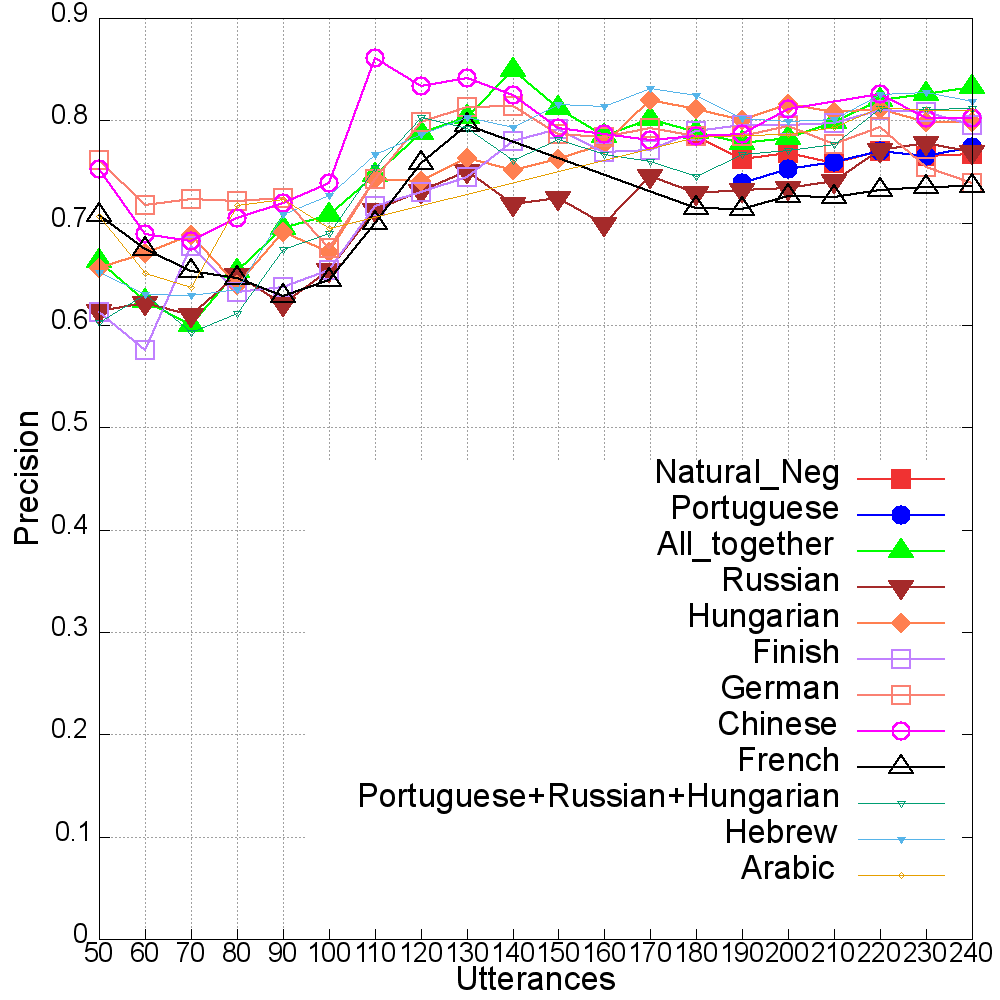 0.9
0.8
0.7
0.6
0.5
0.4
0.3
0.2
0.1
0
Precision
Natural_Neg
Portuguese
All_together
Russian
Hungarian
Finish
German
Chinese
French
Portuguese+Russian+Hungarian
Hebrew
Arabic
50 60 70 80 90 100 110 120 130 140 150 160 170 180 190 200 210 220 230 240
Utterances